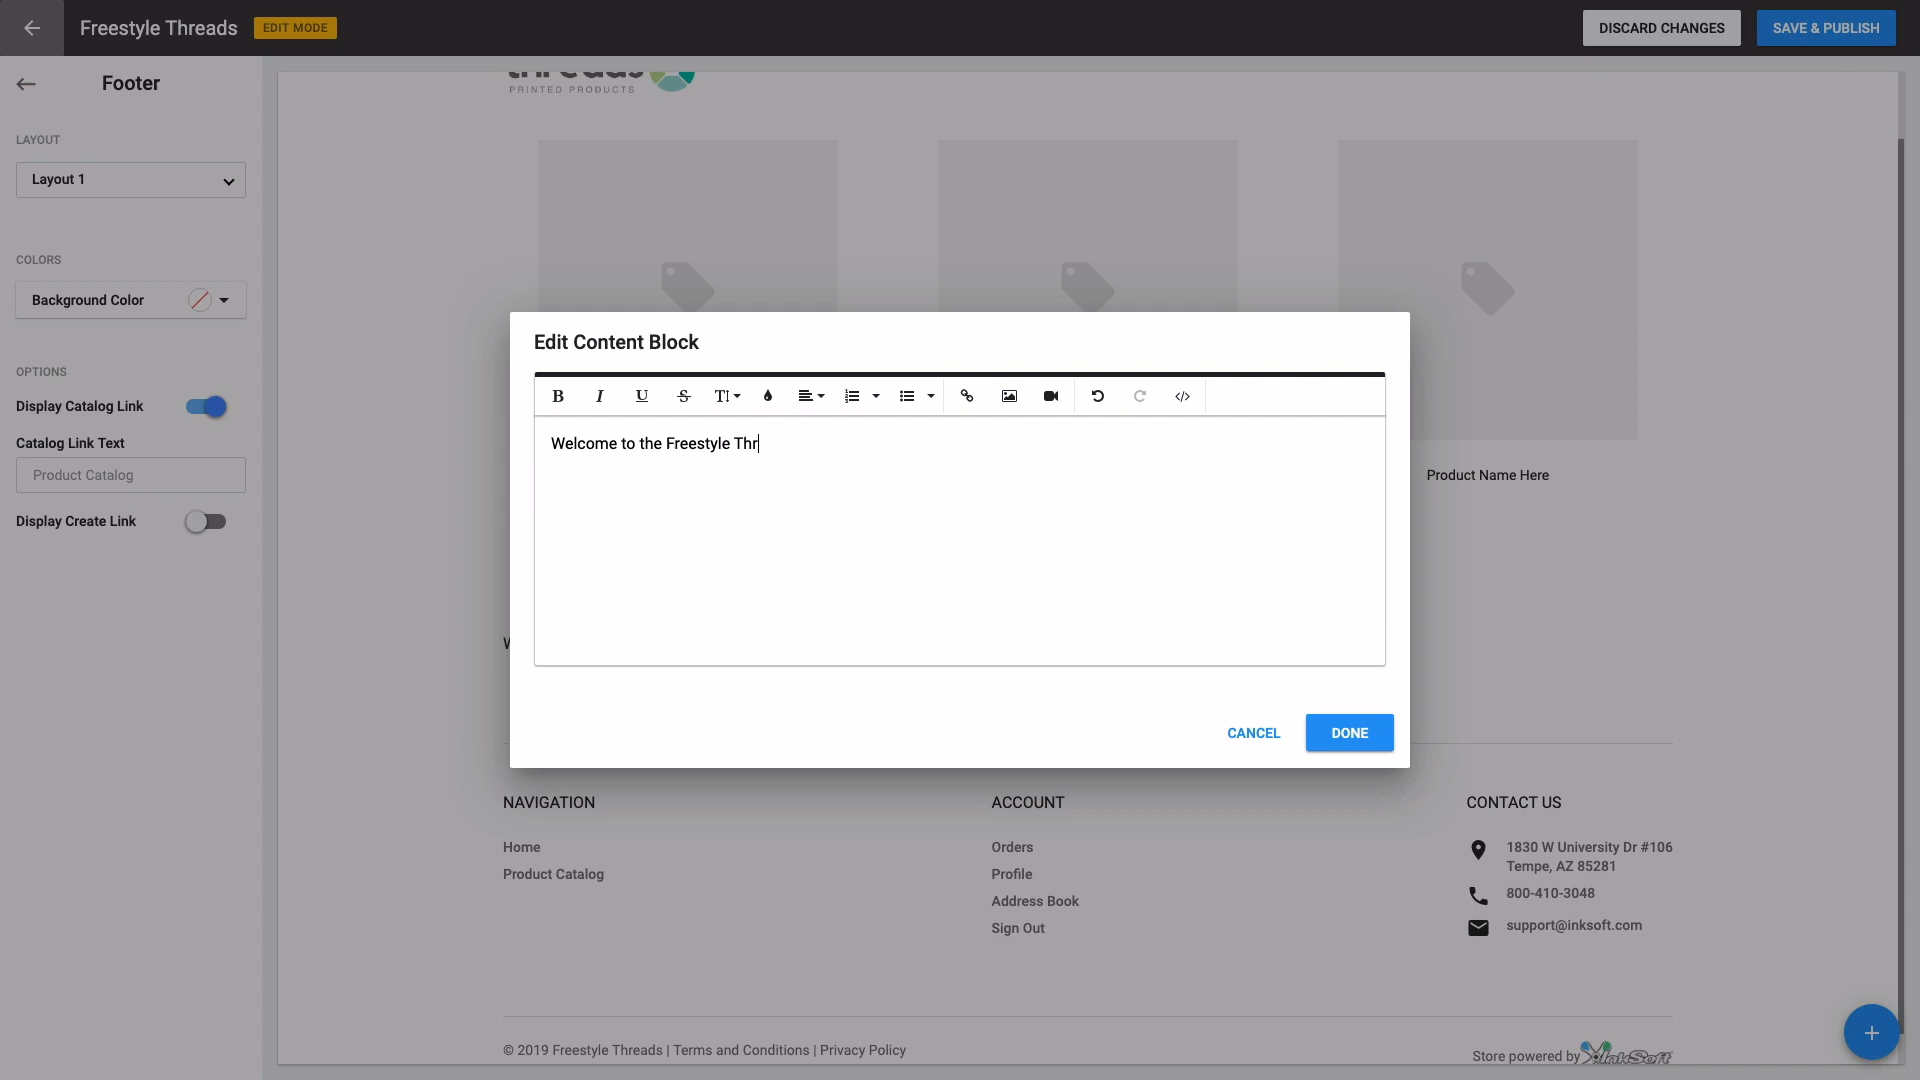 Freestyle Threads
EDIT MODE
DISCARD CHANGES
SAVE & PUBLISH
Footer
LAYOUT
Layout 1
COLORS
Background Color
OPTIONS
Display Catalog Link
Catalog Link Text
Product Catalog
Display Create Link
PRINTED PRODUCTS
Edit Content Block
B I U S TI
Welcome to the Freestyle Thr
CANCEL
DONE
Product Name Here
NAVIGATION
Home
Product Catalog
ACCOUNT
Orders
Profile
Address Book
Sign Out
CONTACT US
1830 W University Dr #106
Tempe, AZ 85281
800-410-3048
support@inksoft.com
© 2019 Freestyle Threads | Terms and Conditions | Privacy Policy
Store powered by InkSoft